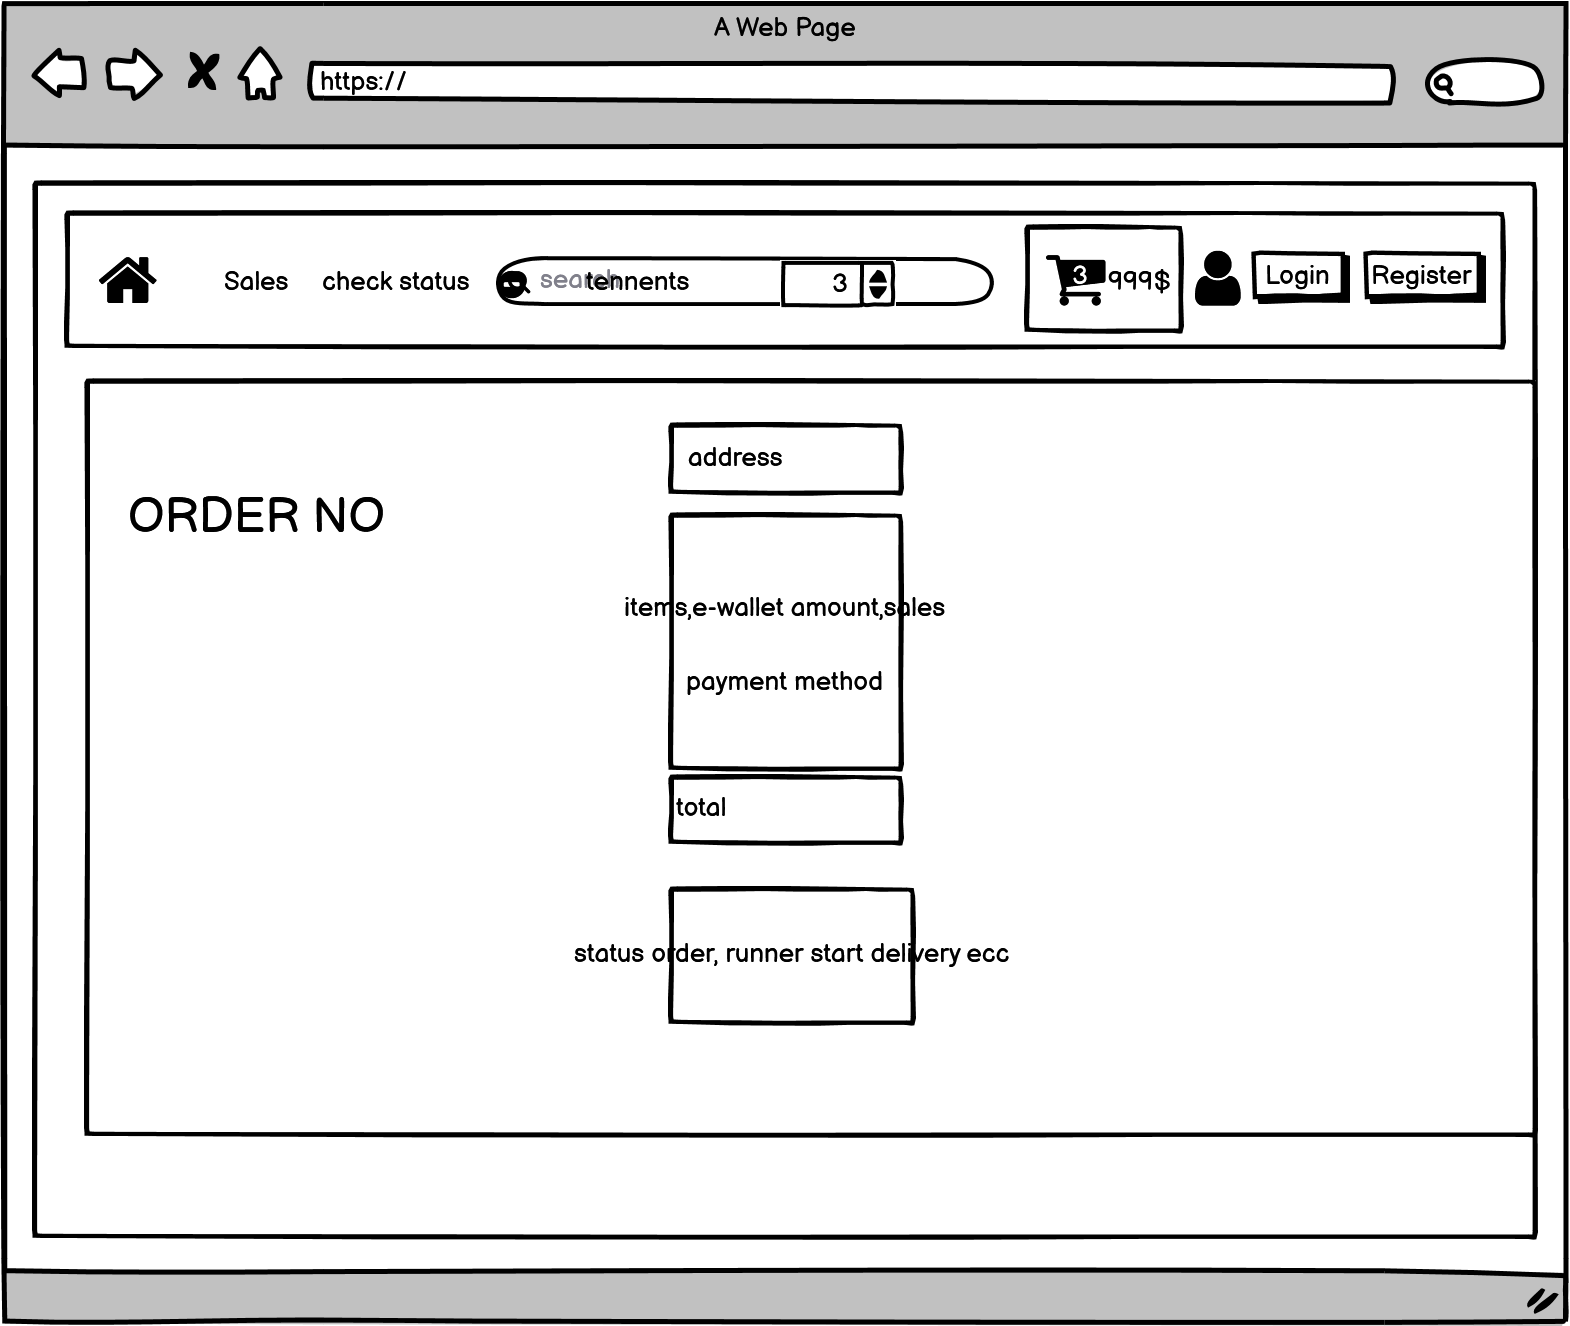 A Web Page
https://
Sales check status search tennents 3 3 999$ Login Register
address
ORDER NO
items,e-wallet amount,sales
payment method
total
status order, runner start delivery ecc